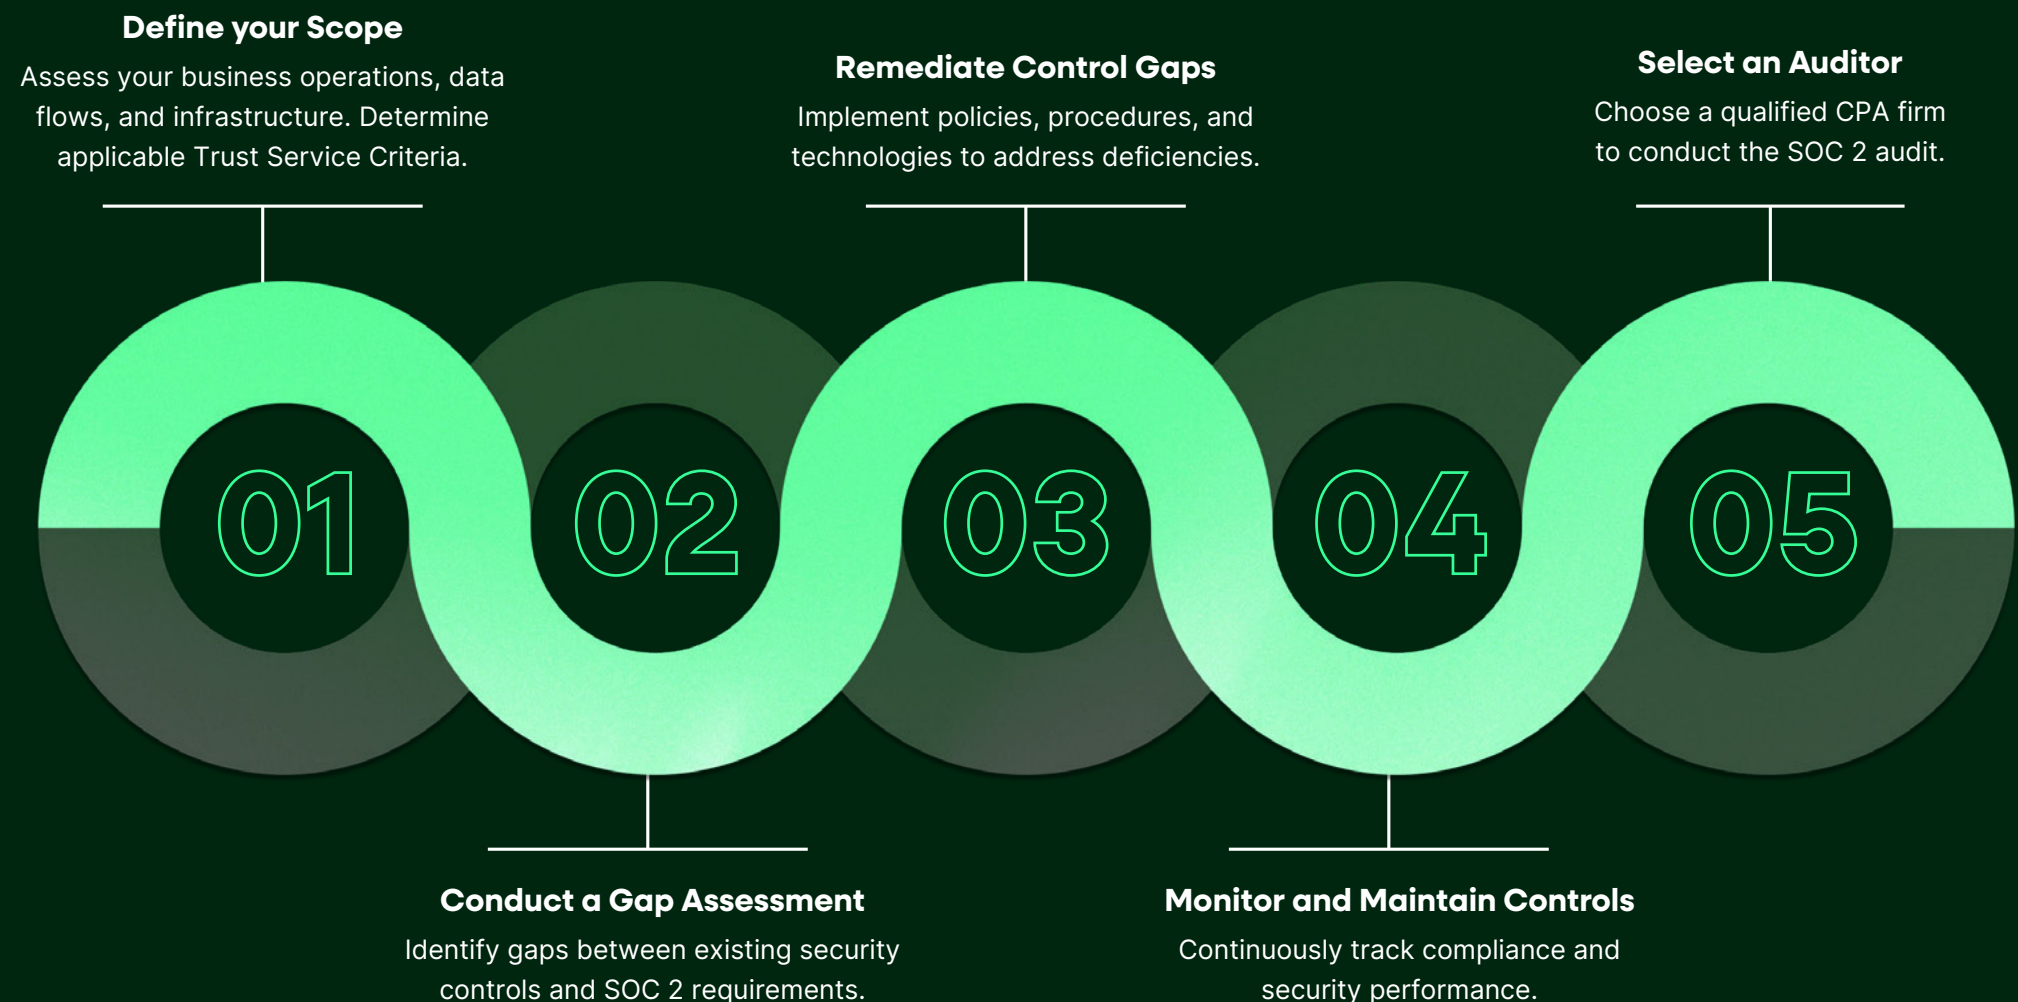 Define your Scope
Assess your business operations, data
flows, and infrastructure. Determine
applicable Trust Service Criteria.
Remediate Control Gaps
Implement policies, procedures, and
technologies to address deficiencies.
Select an Auditor
Choose a qualified CPA firm
to conduct the SOC 2 audit.
01
02
03
04
05
Conduct a Gap Assessment
Identify gaps between existing security
controls and SOC 2 requirements.
Monitor and Maintain Controls
Continuously track compliance and
security performance.